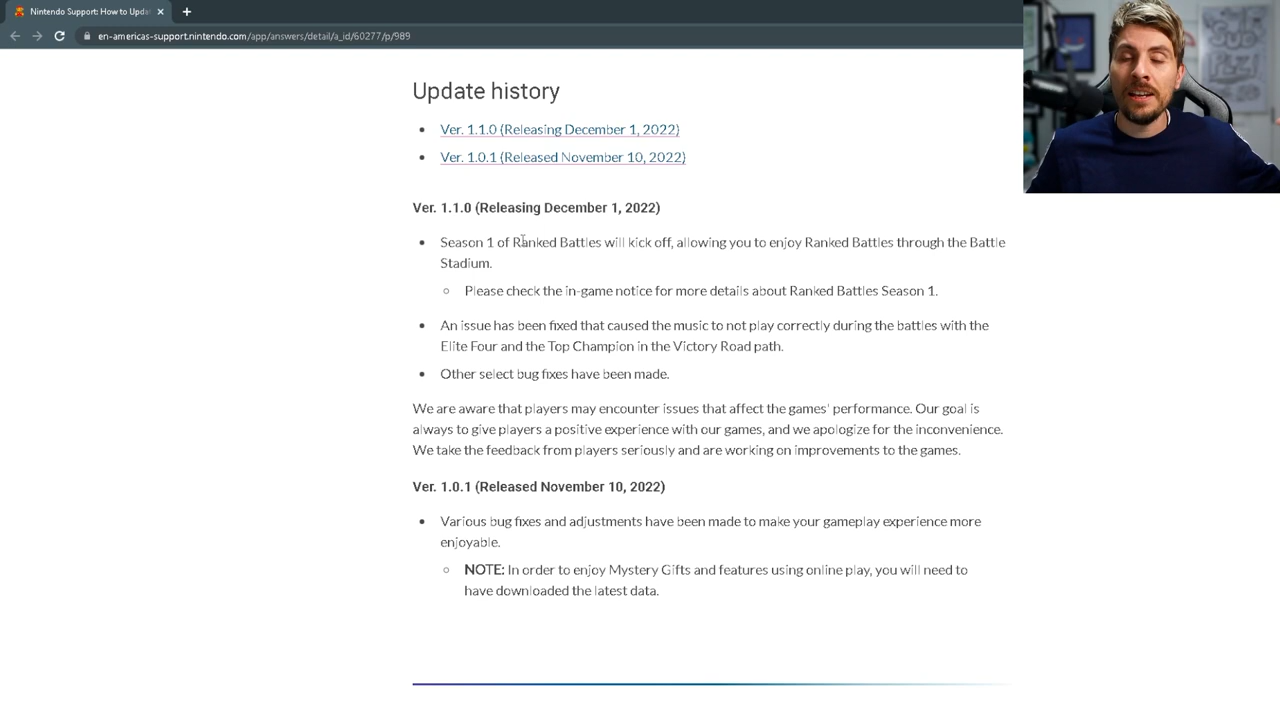 Nintendo Support: How to Upda
en-americas-support.nintendo.com/app/answers/detail/a_id/60277/p/989
Update history
Ver. 1.1.0 (Releasing December 1, 2022)
Ver. 1.0.1 (Released November 10, 2022)
Ver. 1.1.0 (Releasing December 1, 2022)
Season 1 of Ranked Battles will kick off, allowing you to enjoy Ranked Battles through the Battle
Stadium.
Please check the in-game notice for more details about Ranked Battles Season 1.
An issue has been fixed that caused the music to not play correctly during the battles with the
Elite Four and the Top Champion in the Victory Road path.
Other select bug fixes have been made.
We are aware that players may encounter issues that affect the games' performance. Our goal is
always to give players a positive experience with our games, and we apologize for the inconvenience.
We take the feedback from players seriously and are working on improvements to the games.
Ver. 1.0.1 (Released November 10, 2022)
Various bug fixes and adjustments have been made to make your gameplay experience more
enjoyable.
NOTE: In order to enjoy Mystery Gifts and features using online play, you will need to
have downloaded the latest data.